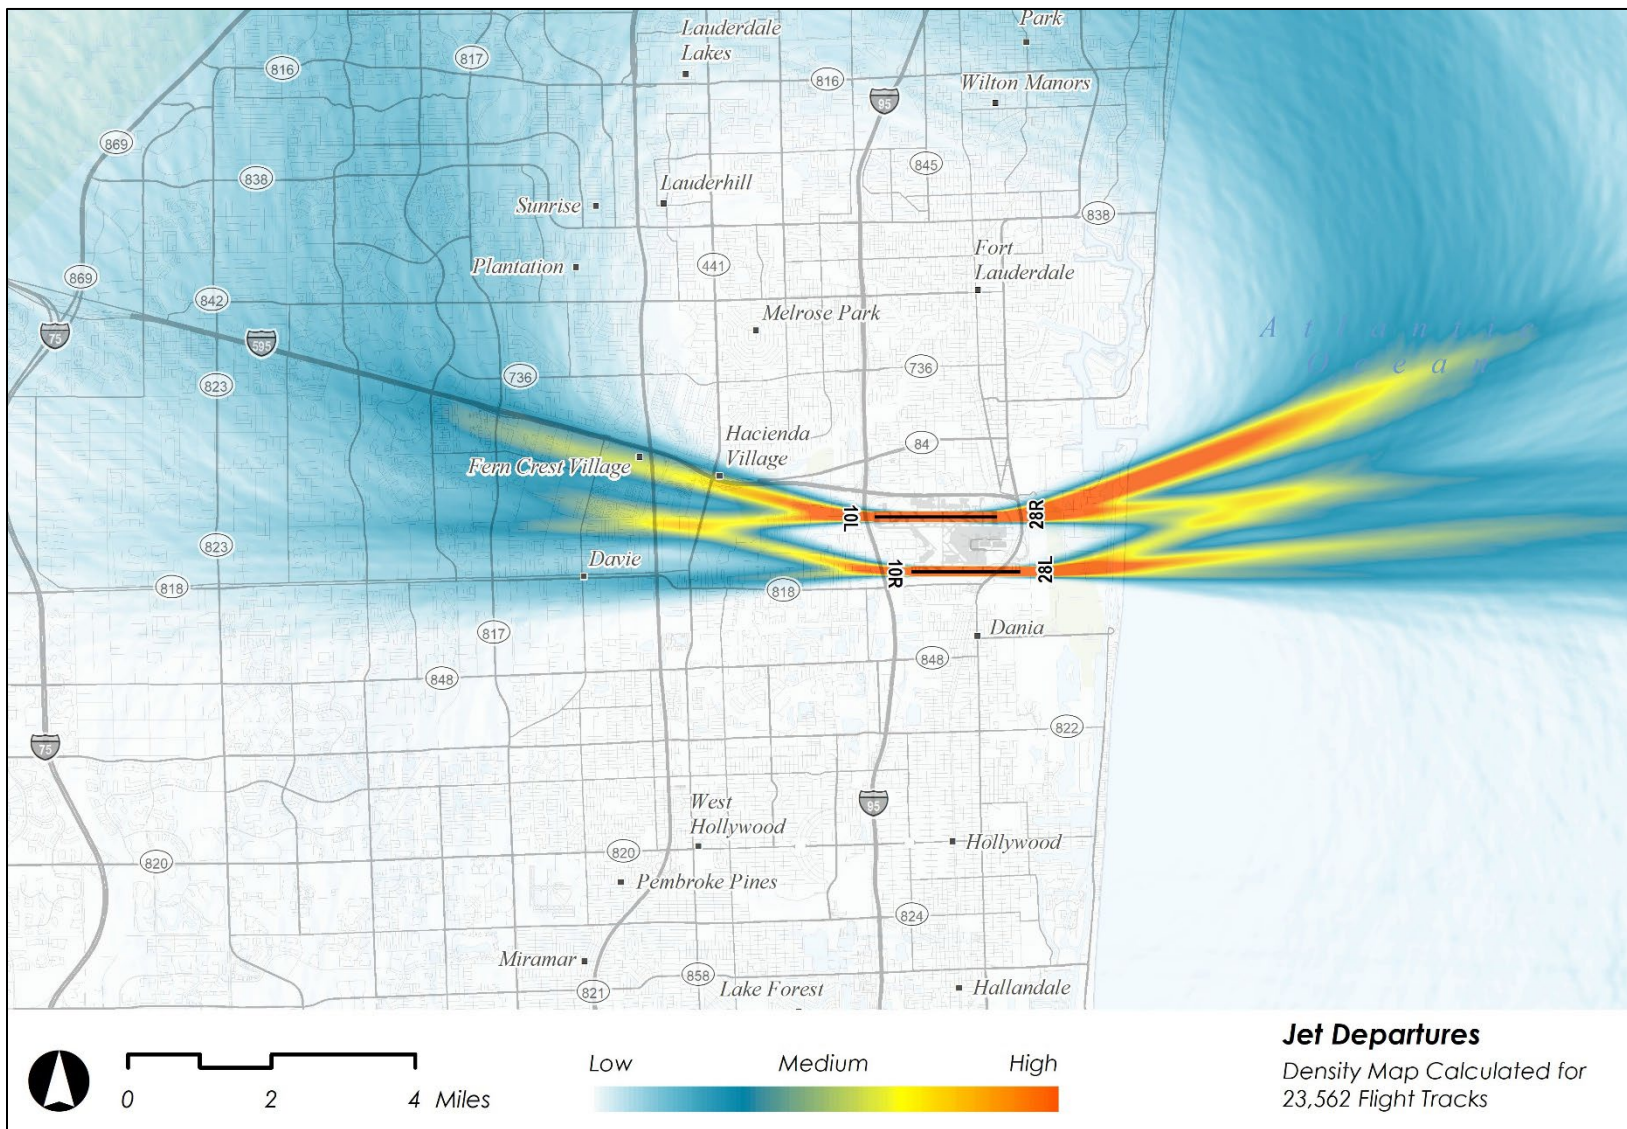 Park
Lauderdale
Lakes
817
816
816
Wilton Manors
95
869
845
838
Lauderhill
Sunrise
838
Fort
Lauderdale
Plantation
441
869
842
Melrose Park
75
595
Atlantic
Ocean
736
736
823
Hacienda
Village
84
Fern Crest Village
10L
28R
823
Davie
10R
28L
818
818
817
Dania
848
848
822
75
West
Hollywood
95
820
820
Hollywood
Pembroke Pines
824
Miramar
858
821
Lake Forest
Hallandale
0 2 4 Miles
Low Medium High
Jet Departures
Density Map Calculated for
23,562 Flight Tracks